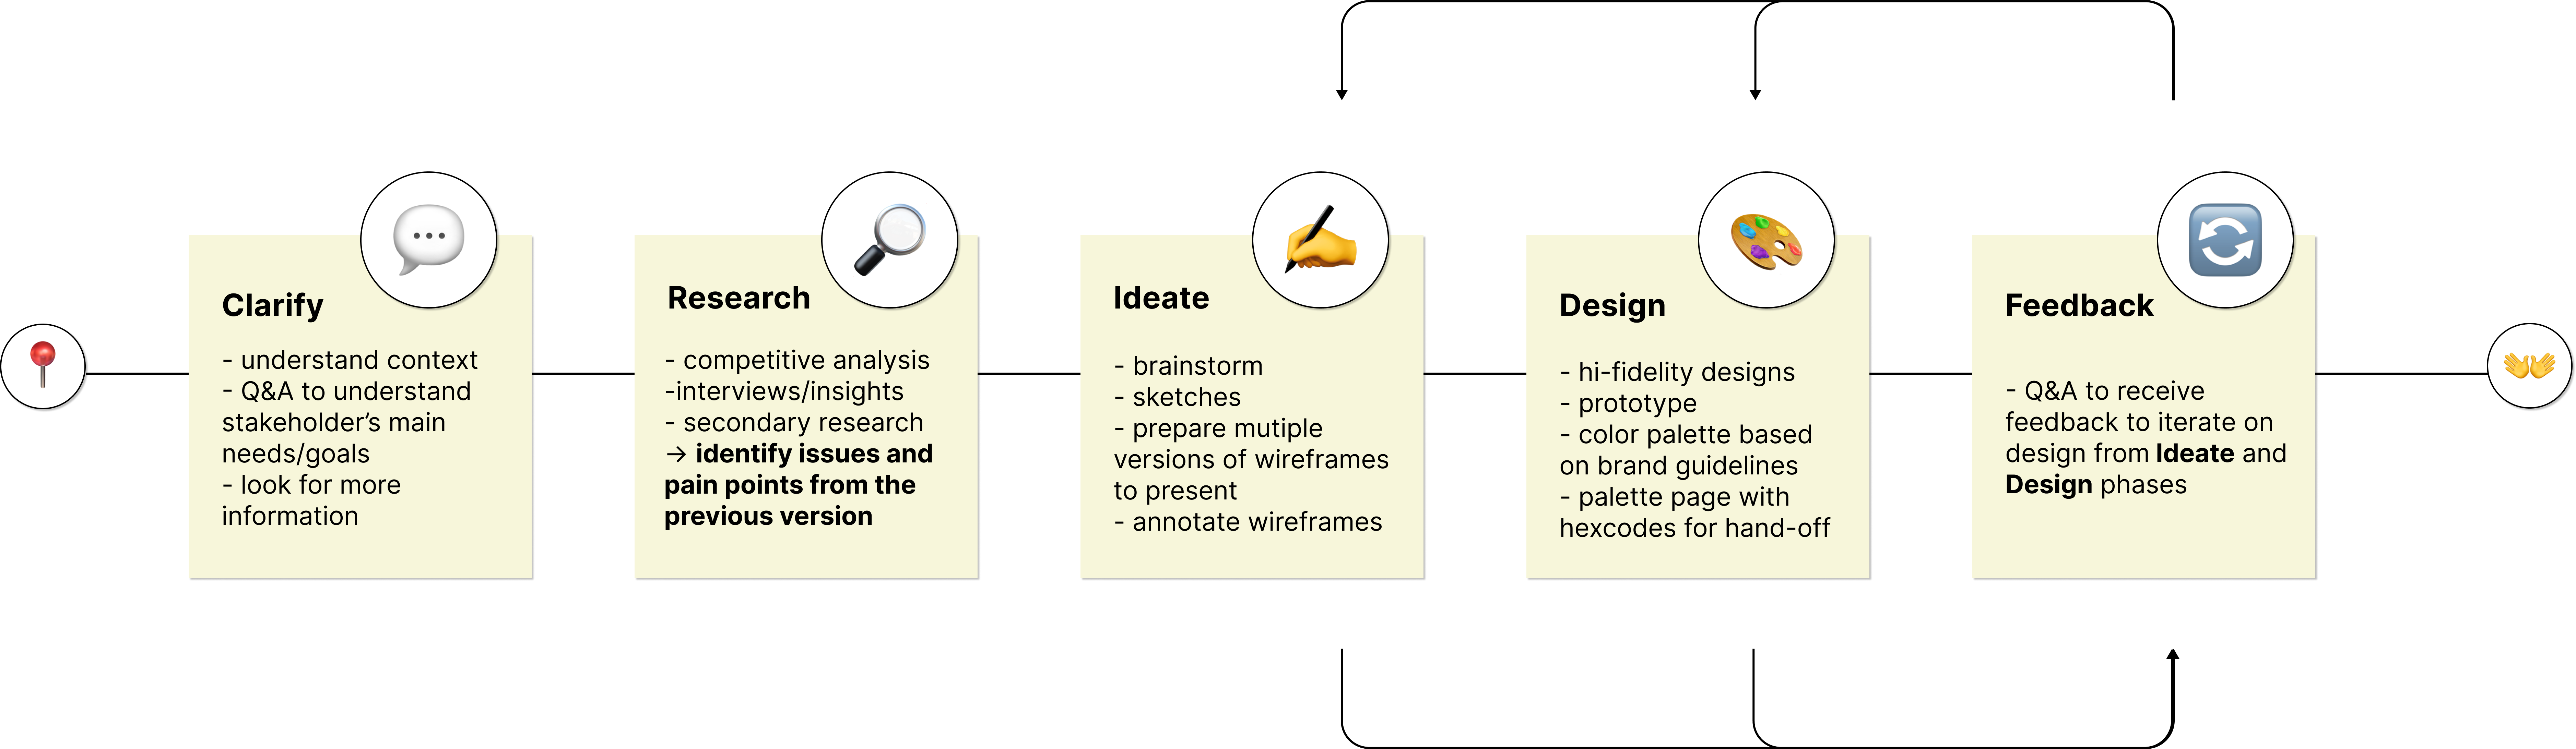 Clarify
- understand context
- Q&A to understand
stakeholder’s main
needs/goals
- look for more
information
Research
- competitive analysis
-interviews/insights
- secondary research
→ identify issues and
pain points from the
previous version
Ideate
- brainstorm
- sketches
- prepare mutiple
versions of wireframes
to present
- annotate wireframes
Design
- hi-fidelity designs
- prototype
- color palette based
on brand guidelines
- palette page with
hexcodes for hand-off
Feedback
- Q&A to receive
feedback to iterate on
design from Ideate and
Design phases